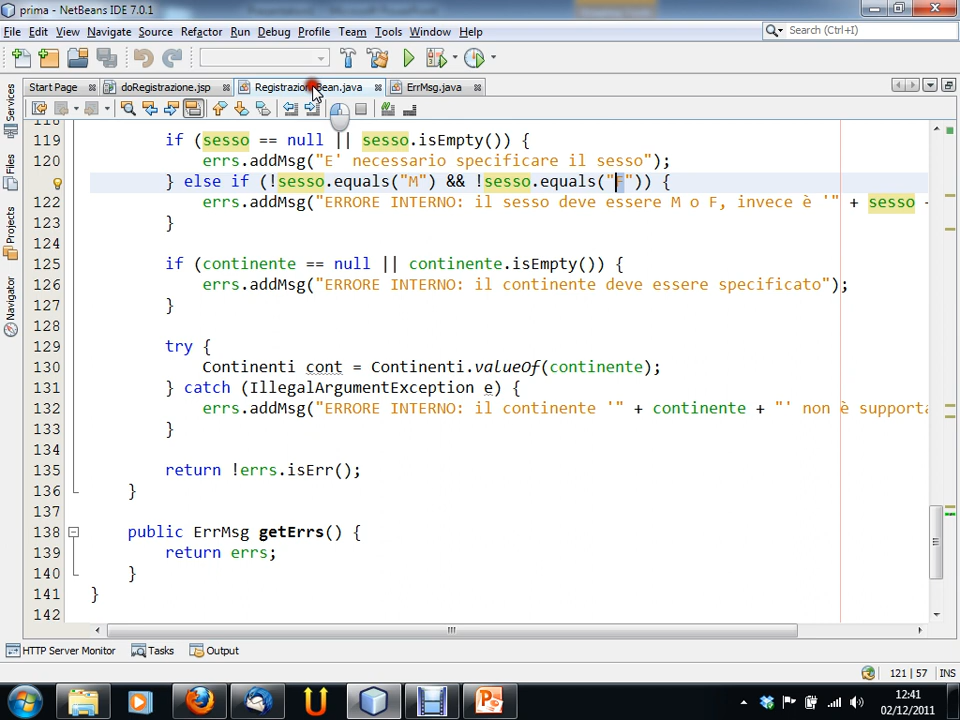 prima - NetBeans IDE 7.0.1
File Edit View Navigate Source Refactor Run Debug Profile Team Tools Window Help
Search (Ctrl+I)
Start Page doRegistrazione.jsp Registrazion Bean.java ErrMsg.java
Services
Files
Projects
Navigator
119 if (sesso == null || sesso.isEmpty()) {
120 errs.addMsg("E' necessario specificare il sesso");
} else if (!sesso.equals("M") && !sesso.equals("F")) {
122 errs.addMsg("ERRORE INTERNO: il sesso deve essere M o F, invece è '" + sesso
123 }
124
125 if (continente == null || continente.isEmpty()) {
126 errs.addMsg("ERRORE INTERNO: il continente deve essere specificato");
127 }
128
129 try {
130 Continenti cont = Continenti.valueOf(continente);
131 } catch (IllegalArgumentException e) {
132 errs.addMsg("ERRORE INTERNO: il continente '" + continente + "' non è supporta
133 }
134
135 return !errs.isErr();
136 }
137
138 public ErrMsg getErrs() {
139 return errs;
140 }
141 }
142
HTTP Server Monitor Tasks Output
121 | 57 INS
12:41
02/12/2011